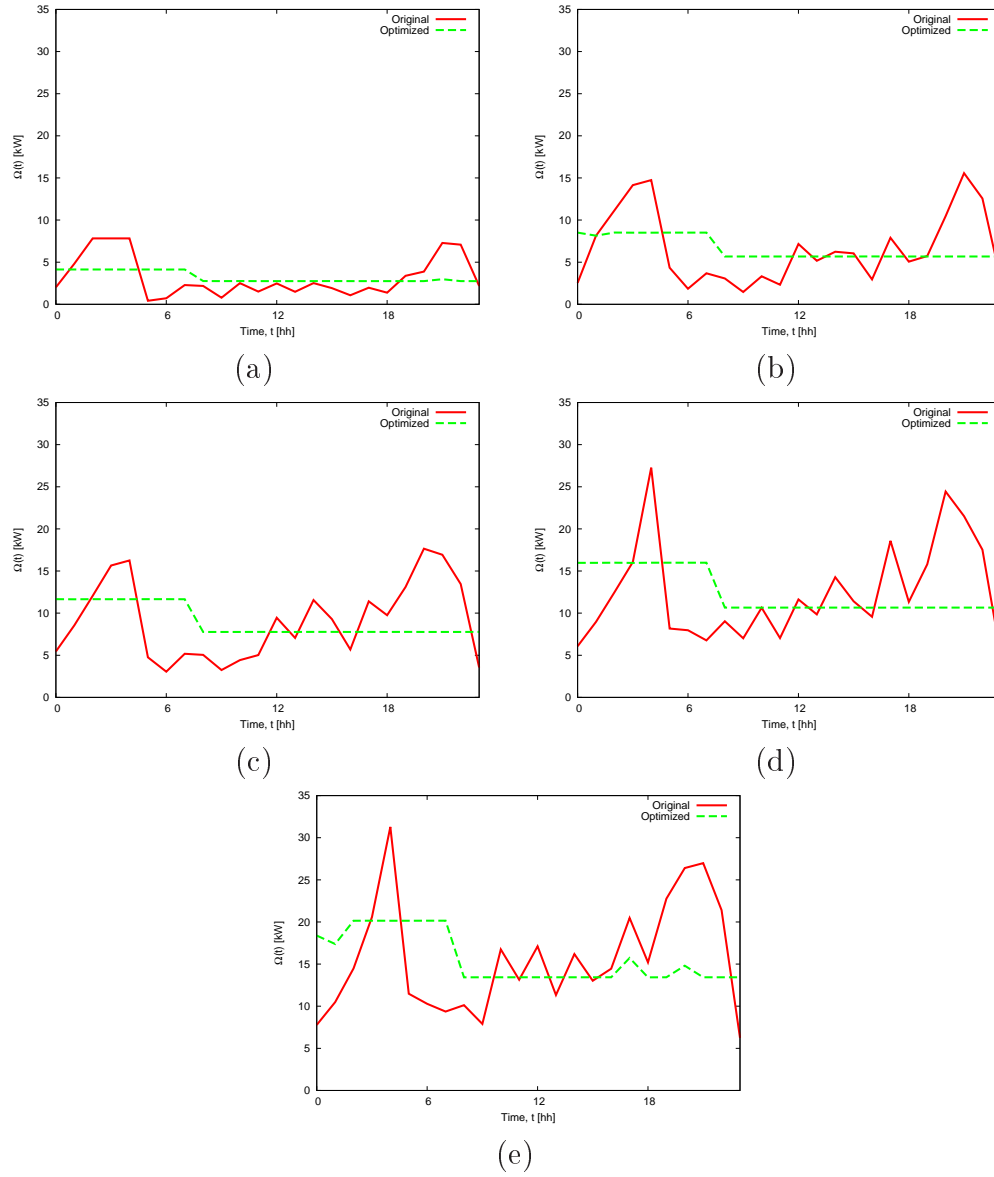 35
30
25
20
15
10
5
0
Ω(t) [kW]
0 6 12 18
Time, t [hh]
Original
Optimized
(a)
35
30
25
20
15
10
5
0
Ω(t) [kW]
0 6 12 18
Time, t [hh]
Original
Optimized
(b)
35
30
25
20
15
10
5
0
Ω(t) [kW]
0 6 12 18
Time, t [hh]
Original
Optimized
(c)
35
30
25
20
15
10
5
0
Ω(t) [kW]
0 6 12 18
Time, t [hh]
Original
Optimized
(d)
35
30
25
20
15
10
5
0
Ω(t) [kW]
0 6 12 18
Time, t [hh]
Original
Optimized
(e)